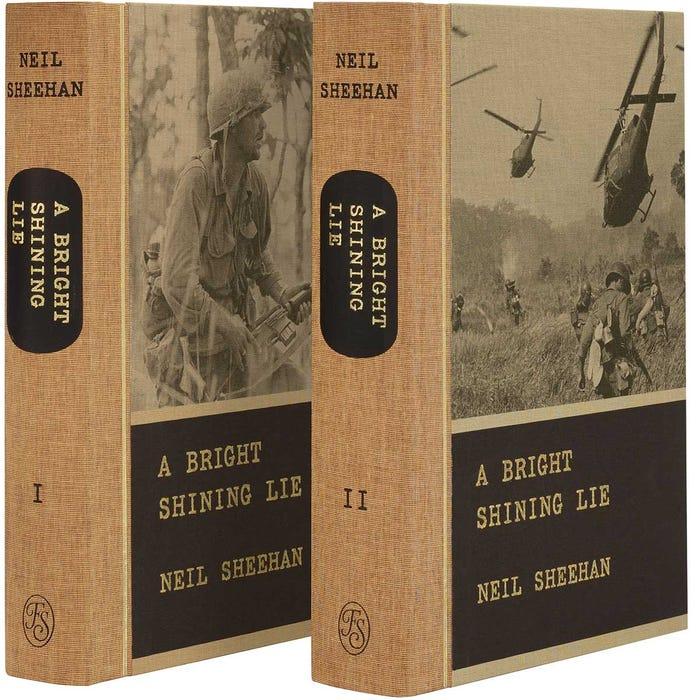 NEIL
SHEEHAN
A BRIGHT
SHINING
LIE
I
FS
A BRIGHT
SHINING LIE
NEIL SHEEHAN
NEIL
SHEEHAN
A BRIGHT
SHINING
LIE
II
FS
A BRIGHT
SHINING LIE
NEIL SHEEHAN